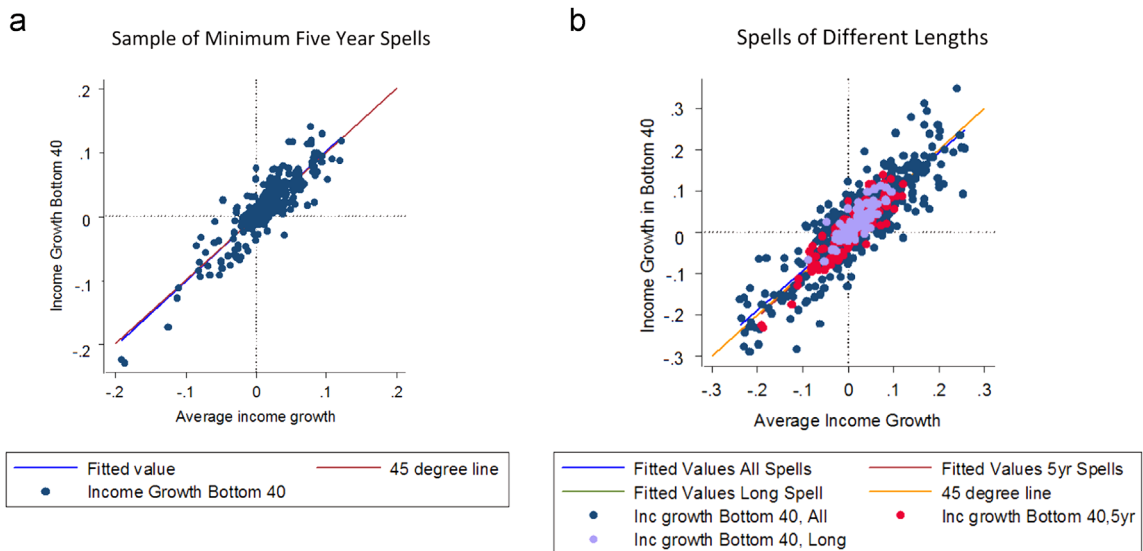 a
Sample of Minimum Five Year Spells
Income Growth Bottom 40
.2
.1
0
-.1
-.2
-.2
-.1
0
.1
.2
Average income growth
Fitted value
45 degree line
Income Growth Bottom 40
b
Spells of Different Lengths
Income Growth in Bottom 40
.3
.2
.1
0
-.1
-.2
-.3
-.3
-.2
-.1
0
.1
.2
.3
Average Income Growth
Fitted Values All Spells
Fitted Values 5yr Spells
Fitted Values Long Spell
45 degree line
Inc growth Bottom 40, All
Inc growth Bottom 40,5yr
Inc growth Bottom 40, Long